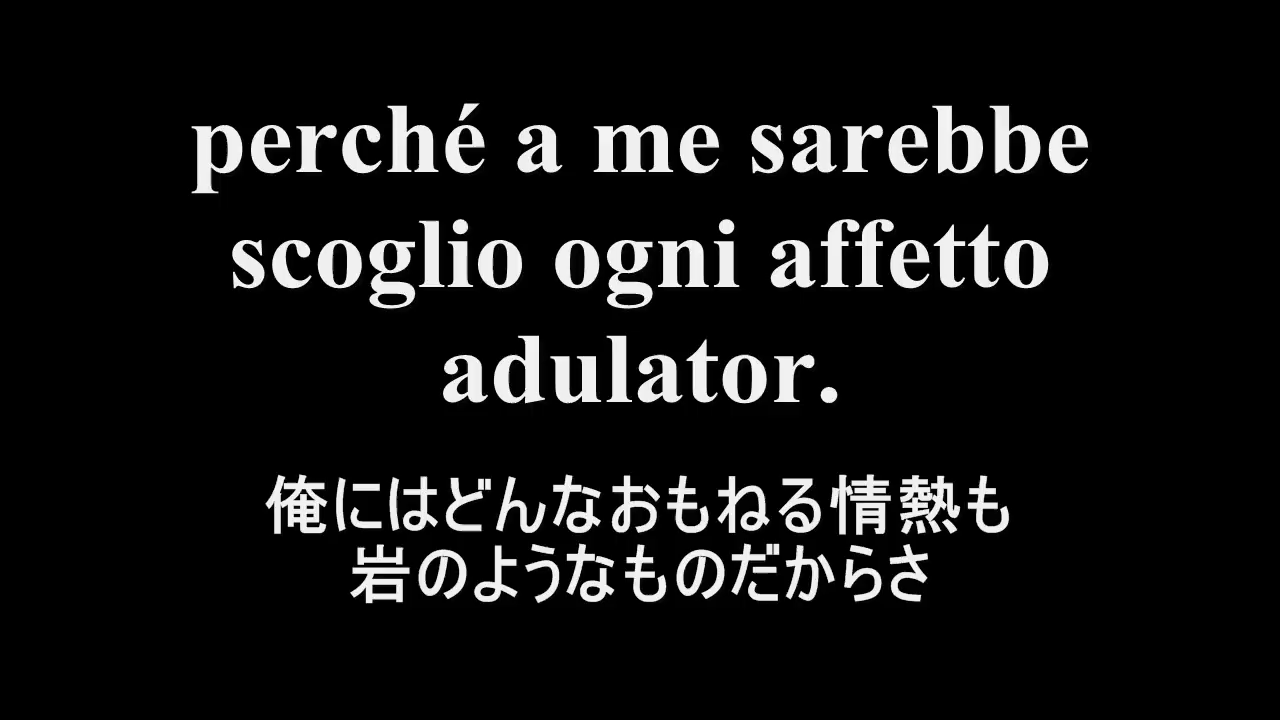 perché a me sarebbe
scoglio ogni affetto
adulator.
俺にはどんなおもねる情熱も
岩のようなものだからさ